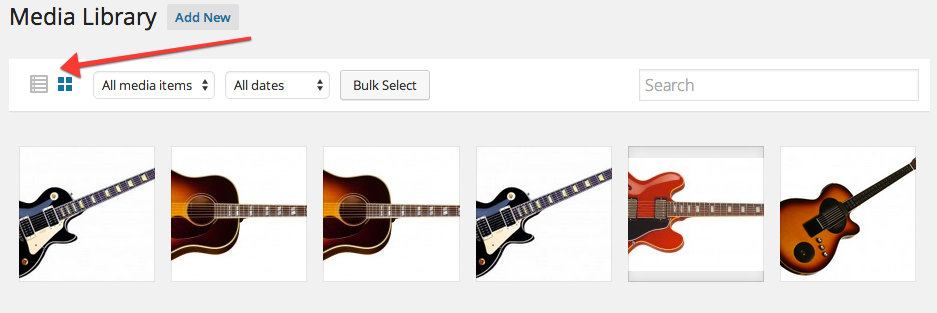 Media Library Add New
All media items All dates Bulk Select Search